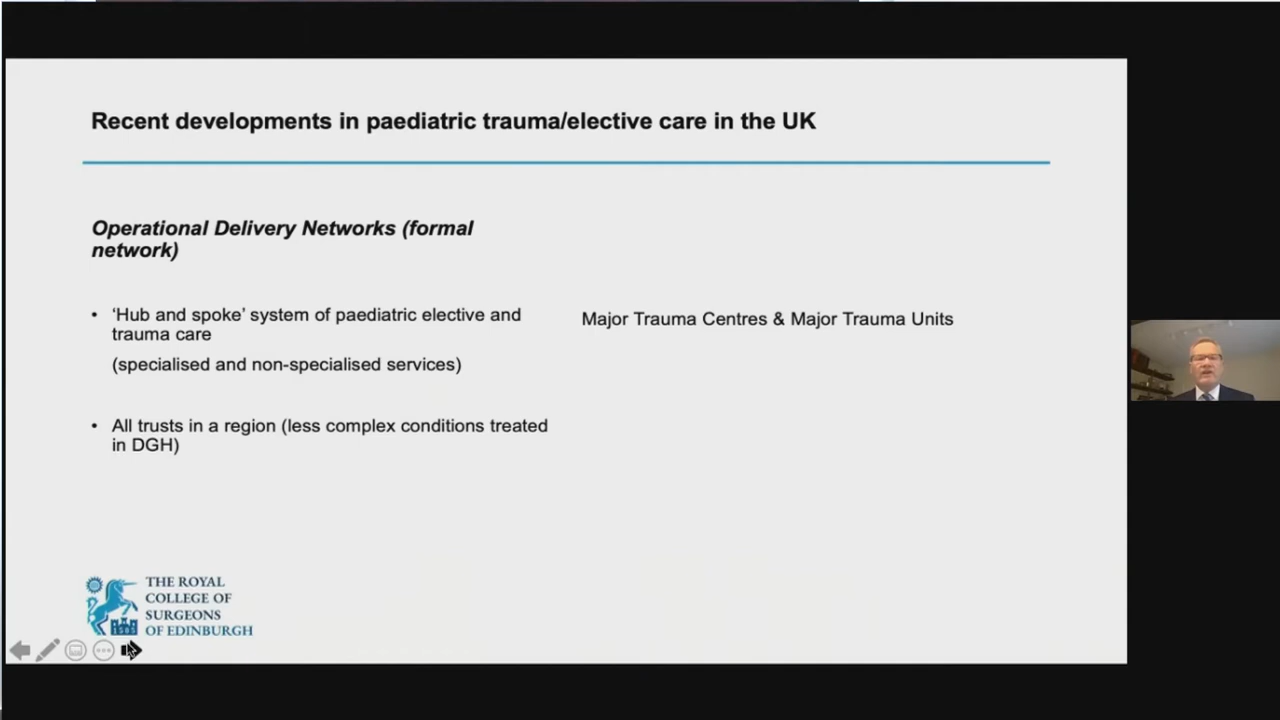 Recent developments in paediatric trauma/elective care in the UK
Operational Delivery Networks (formal
network)
• ‘Hub and spoke’ system of paediatric elective and
trauma care
(specialised and non-specialised services)
• All trusts in a region (less complex conditions treated
in DGH)
Major Trauma Centres & Major Trauma Units
THE ROYAL
COLLEGE OF
SURGEONS
OF EDINBURGH